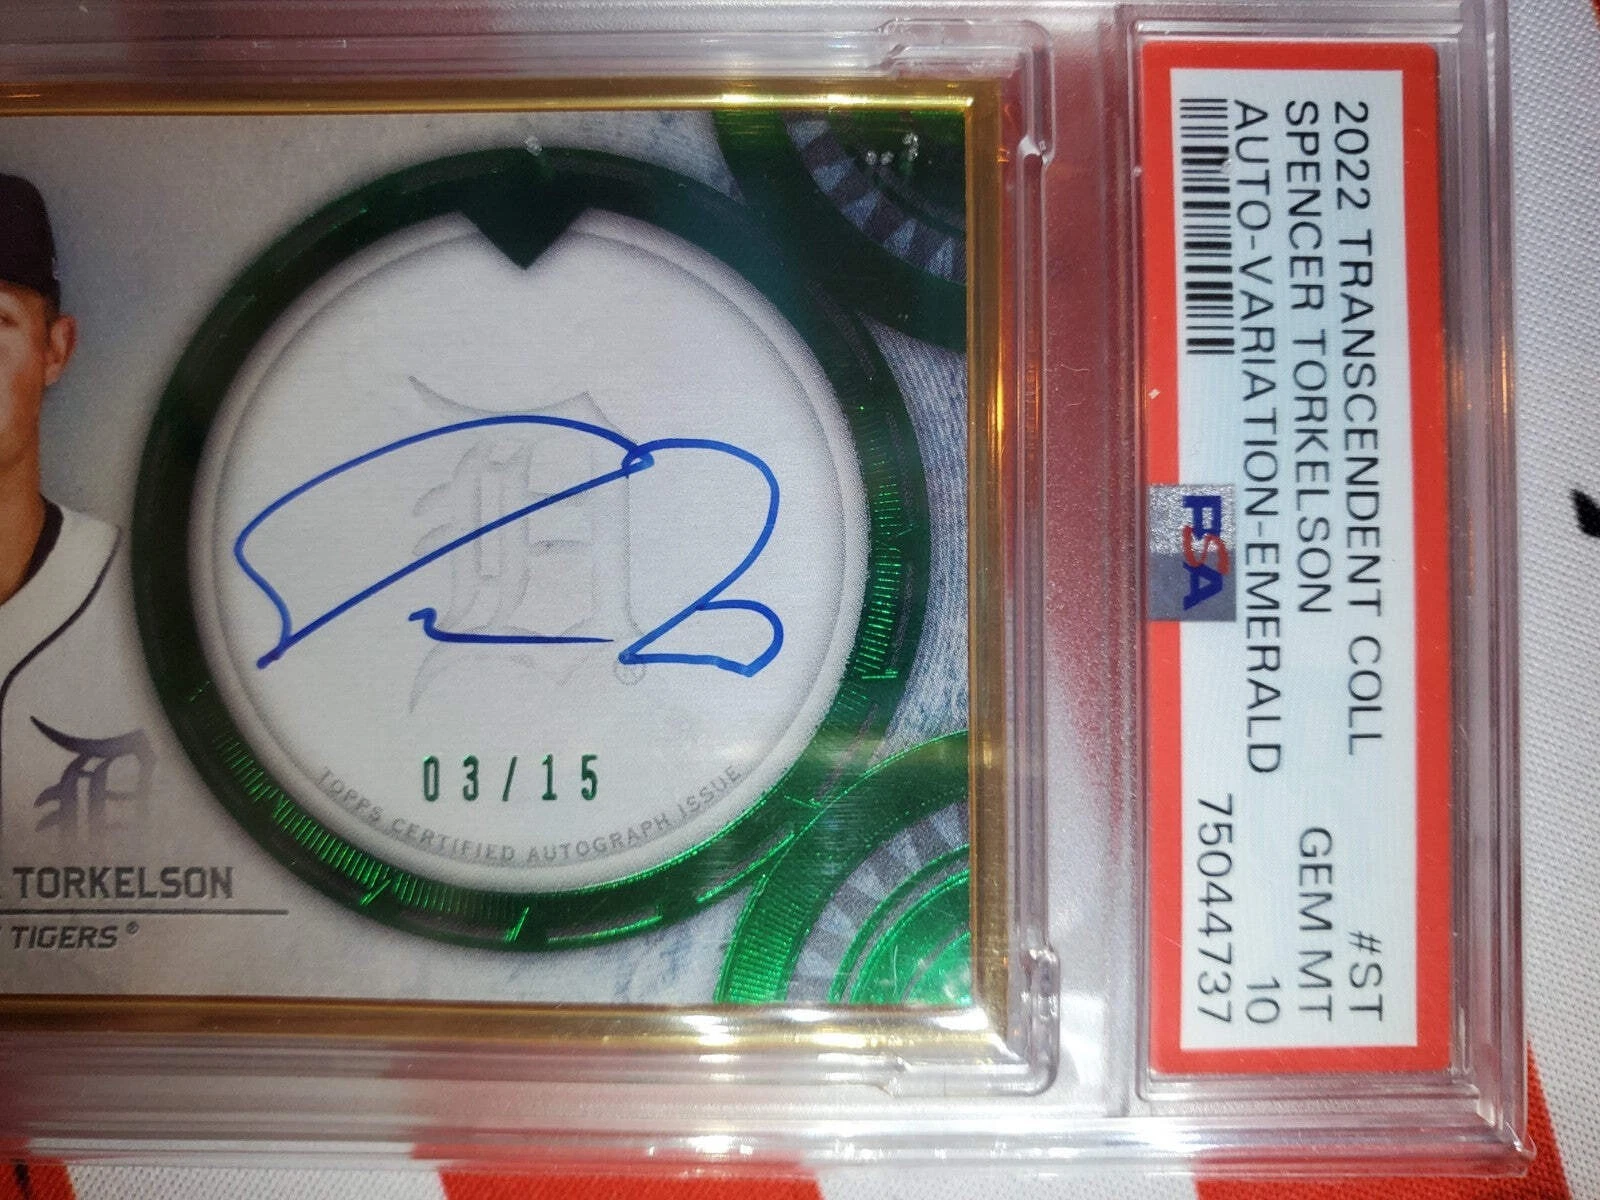 2022 TRANSCENDENT COLL #ST
SPENCER TORKELSON GEM MT
AUTO-VARIATION-EMERALD 10
PSA 75044737
03/15
TOPPS CERTIFIED AUTOGRAPH ISSUE
TORKELSON
TIGERS®